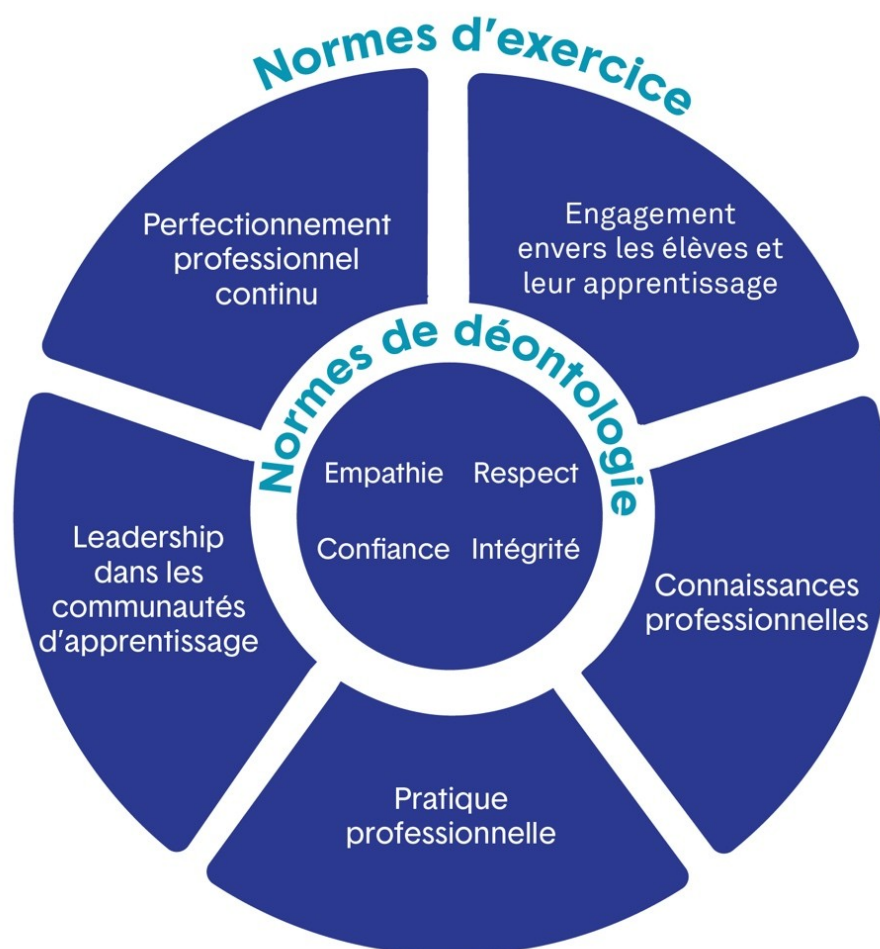 Normes d'exercice
Perfectionnement
professionnel
continu
Engagement
envers les élèves et
leur apprentissage
Normes de déontologie
Empathie Respect
Confiance Intégrité
Leadership
dans les
communautés
d'apprentissage
Connaissances
professionnelles
Pratique
professionnelle